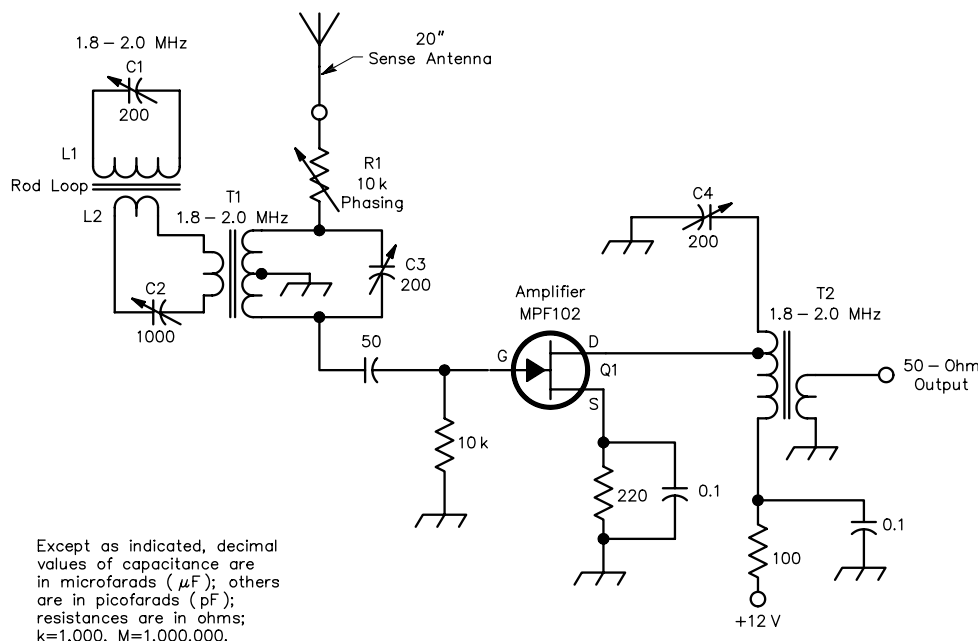 1.8 – 2.0 MHz
C1
200
L1
Rod Loop
L2
T1
1.8 – 2.0 MHz
C2
1000
20"
Sense Antenna
R1
10 k
Phasing
C3
200
50
10 k
Amplifier
MPF102
G
D
Q1
S
220
0.1
C4
200
T2
1.8 – 2.0 MHz
50 – Ohm
Output
0.1
100
+12 V
Except as indicated, decimal
values of capacitance are
in microfarads ( μF ); others
are in picofarads ( pF );
resistances are in ohms;
k=1,000, M=1,000,000.